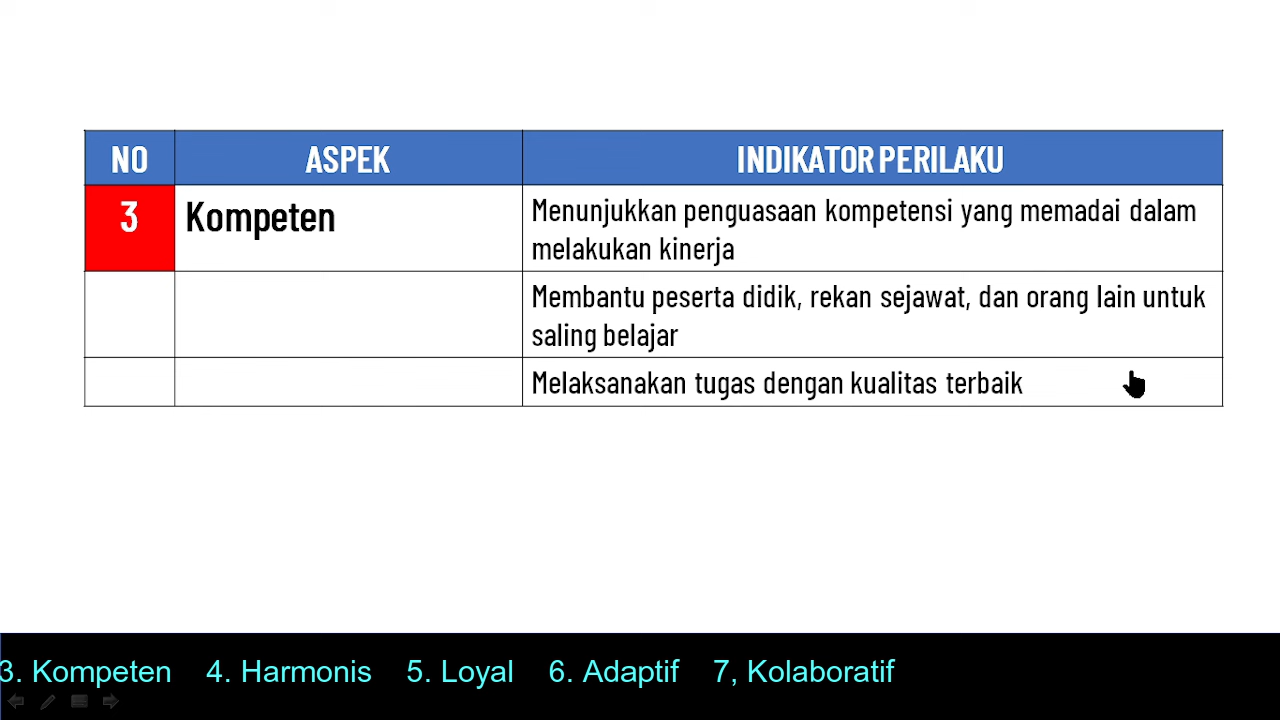 NO ASPEK INDIKATOR PERILAKU
3 Kompeten Menunjukkan penguasaan kompetensi yang memadai dalam
melakukan kinerja
Membantu peserta didik, rekan sejawat, dan orang lain untuk
saling belajar
Melaksanakan tugas dengan kualitas terbaik
3. Kompeten 4. Harmonis 5. Loyal 6. Adaptif 7, Kolaboratif